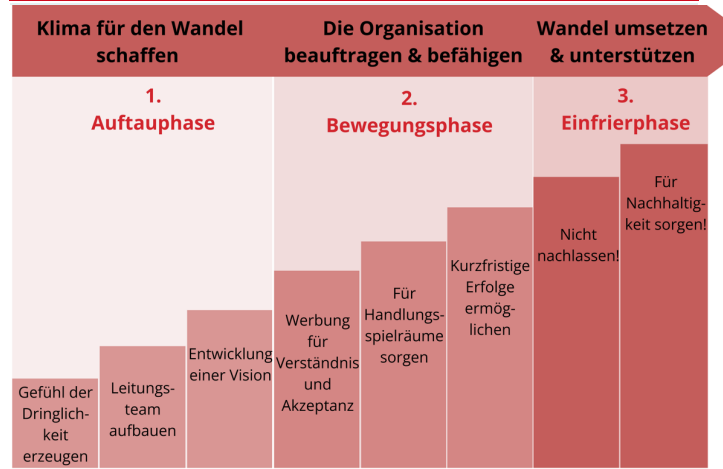 Klima für den Wandel
schaffen
Die Organisation
beauftragen & befähigen
Wandel umsetzen
& unterstützen
1.
Auftauphase
2.
Bewegungsphase
3.
Einfrierphase
Gefühl der
Dringlich-
keit
erzeugen
Leitungs-
team
aufbauen
Entwicklung
einer Vision
Werbung
für
Verständnis
und
Akzeptanz
Für
Handlungs-
spielräume
sorgen
Kurzfristige
Erfolge
ermög-
lichen
Nicht
nachlassen!
Für
Nachhaltig-
keit sorgen!